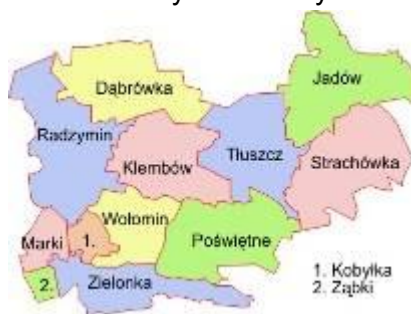 Jadów
Dąbrówka
Radzymin
Klembów
Tłuszcz
Strachówka
Wołomin
Marki
1.
Poświętne
2.
Zielonka
1. Kobyłka
2. Ząbki